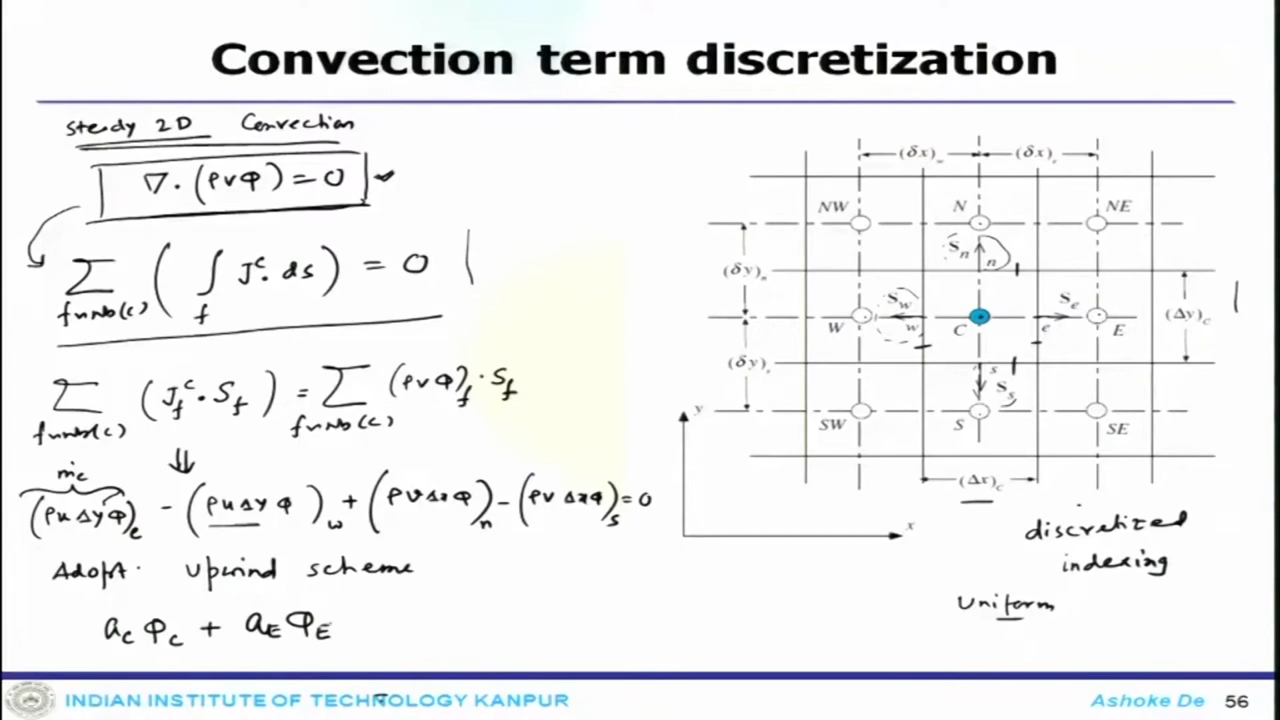 Convection term discretization
Steady 2D Convection
∇·(ρvφ) = 0
∑ f~nb(c) ( ∫_f J^c · ds ) = 0
∑ f~nb(c) (J_f^c · S_f) = ∑ f~nb(c) (ρvφ)_f · S_f
⇓
ṁ_e
(ρuΔyφ)_e - (ρuΔyφ)_w + (ρvΔxφ)_n - (ρvΔxφ)_s = 0
Adopt. Upwind scheme
a_C φ_C + a_E φ_E
(δx)_w (δx)_e
NW N NE
S_n n
(δy)_n
S_w S_e
W w C e E (Δy)_C
(δy)_s
s S_s
SW S SE
y
(Δx)_C
x
discretized
indexing
Uniform
INDIAN INSTITUTE OF TECHNOLOGY KANPUR
Ashoke De 56